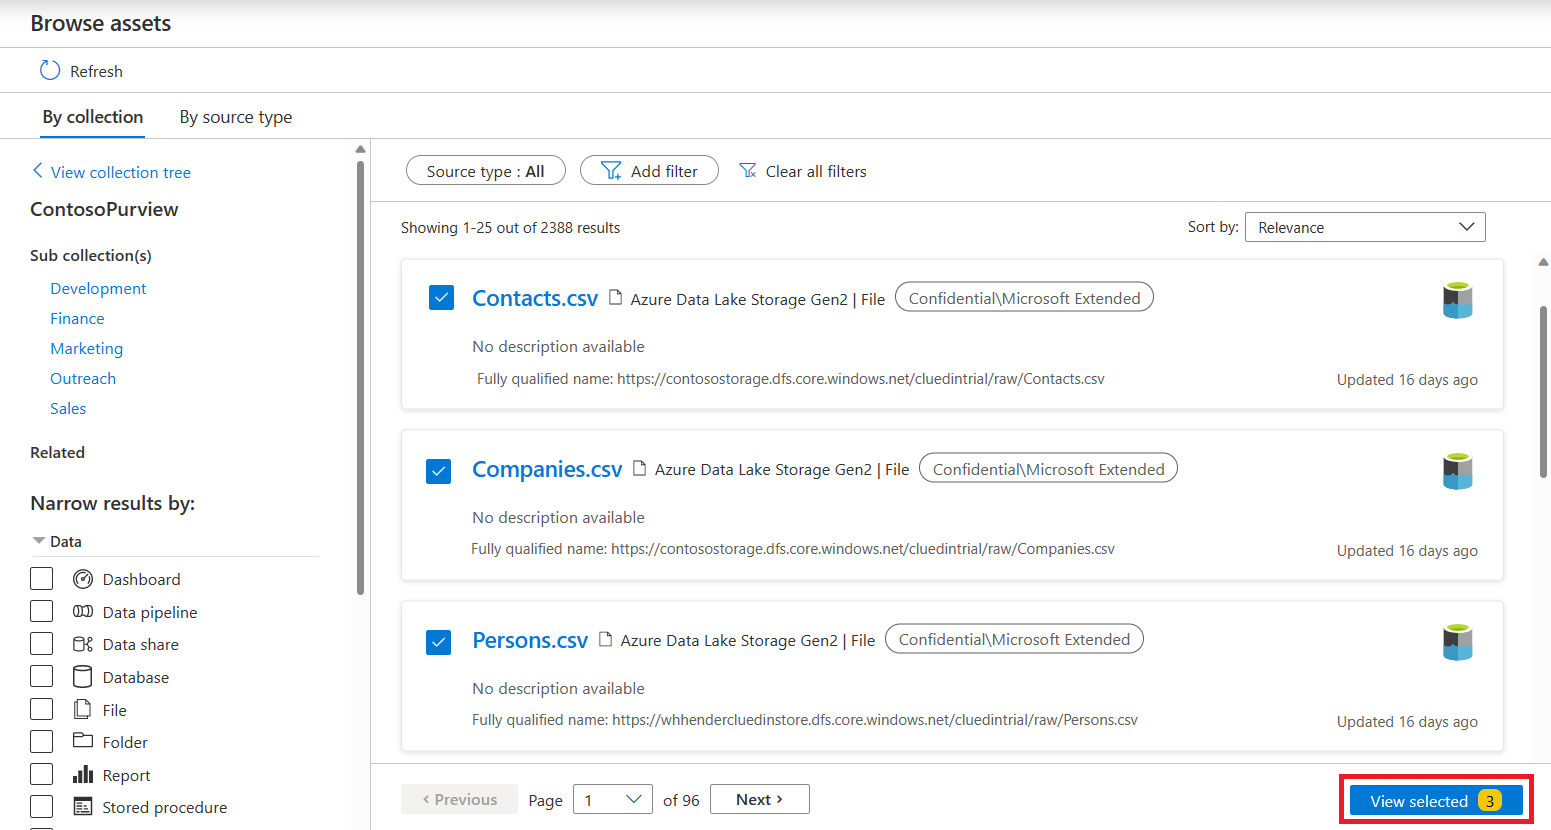 Browse assets
Refresh
By collection By source type
View collection tree
ContosoPurview
Sub collection(s)
Development
Finance
Marketing
Outreach
Sales
Related
Narrow results by:
Data
Dashboard
Data pipeline
Data share
Database
File
Folder
Report
Stored procedure
Source type : All Add filter Clear all filters
Showing 1-25 out of 2388 results Sort by: Relevance
Contacts.csv Azure Data Lake Storage Gen2 | File Confidential\Microsoft Extended
No description available
Fully qualified name: https://contosostorage.dfs.core.windows.net/cluedintrial/raw/Contacts.csv Updated 16 days ago
Companies.csv Azure Data Lake Storage Gen2 | File Confidential\Microsoft Extended
No description available
Fully qualified name: https://contosostorage.dfs.core.windows.net/cluedintrial/raw/Companies.csv Updated 16 days ago
Persons.csv Azure Data Lake Storage Gen2 | File Confidential\Microsoft Extended
No description available
Fully qualified name: https://whhendercluedinstore.dfs.core.windows.net/cluedintrial/raw/Persons.csv Updated 16 days ago
< Previous Page 1 of 96 Next > View selected 3